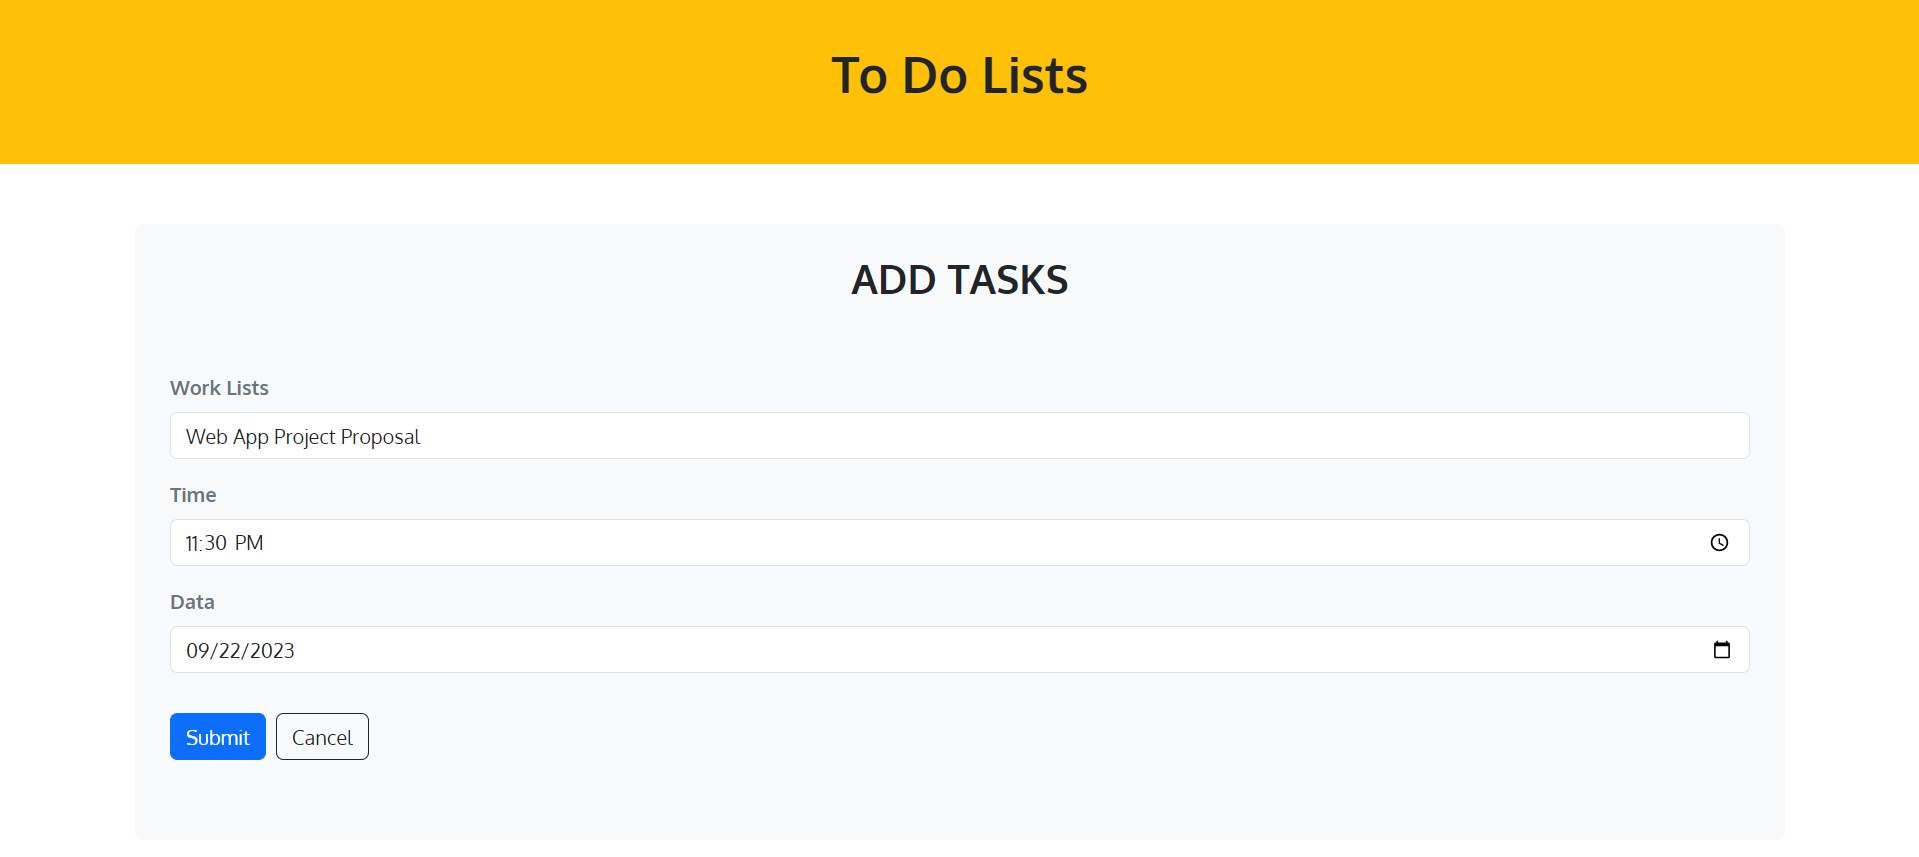 To Do Lists
ADD TASKS
Work Lists
Web App Project Proposal
Time
11:30 PM
Data
09/22/2023
Submit Cancel